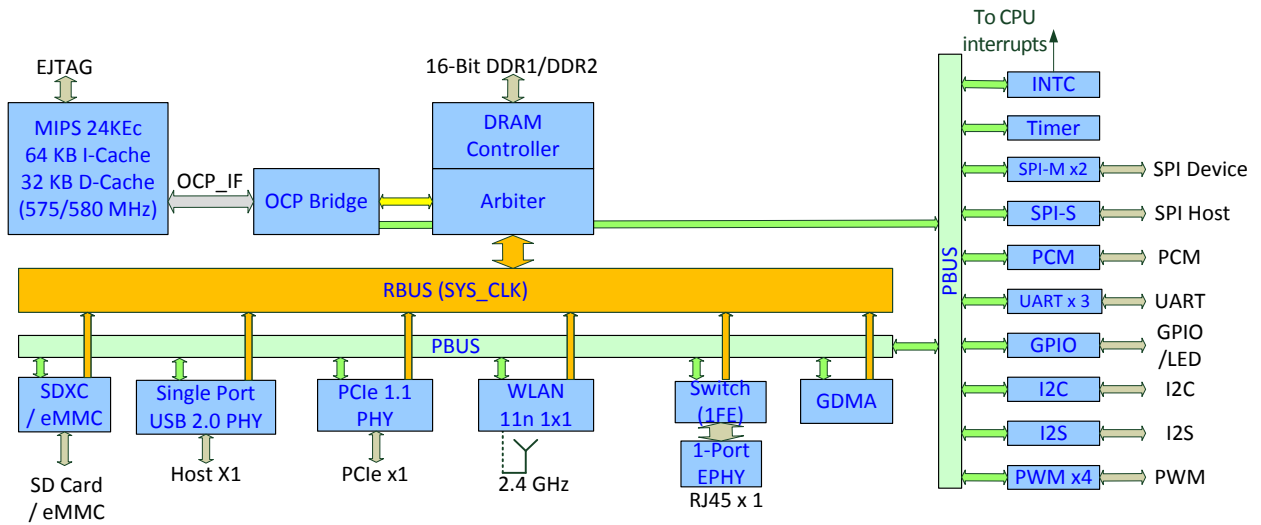 To CPU
interrupts
EJTAG
16-Bit DDR1/DDR2
MIPS 24KEc
64 KB I-Cache
32 KB D-Cache
(575/580 MHz)
OCP_IF
OCP Bridge
DRAM
Controller
Arbiter
RBUS (SYS_CLK)
PBUS
SDXC
/ eMMC
Single Port
USB 2.0 PHY
PCIe 1.1
PHY
WLAN
11n 1x1
Switch
(1FE)
GDMA
1-Port
EPHY
SD Card
/ eMMC
Host X1
PCIe x1
2.4 GHz
RJ45 x 1
PBUS
INTC
Timer
SPI-M x2
SPI Device
SPI-S
SPI Host
PCM
PCM
UART x 3
UART
GPIO
GPIO
/LED
I2C
I2C
I2S
I2S
PWM x4
PWM